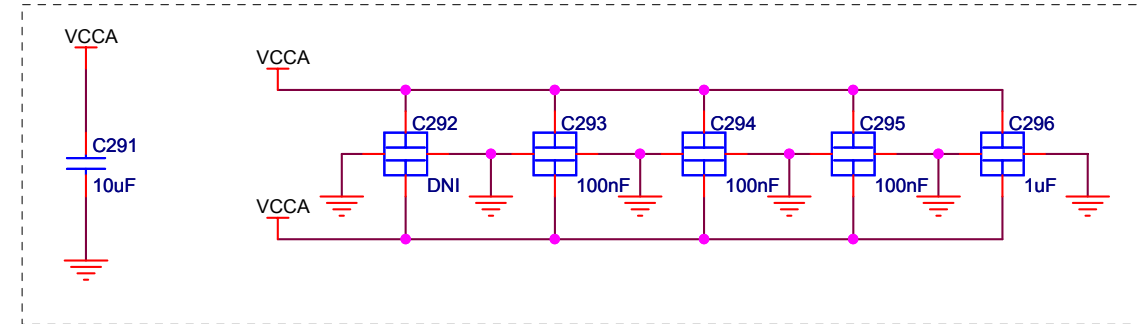 VCCA
VCCA
C291
10uF
C292
DNI
C293
100nF
C294
100nF
C295
100nF
C296
1uF
VCCA